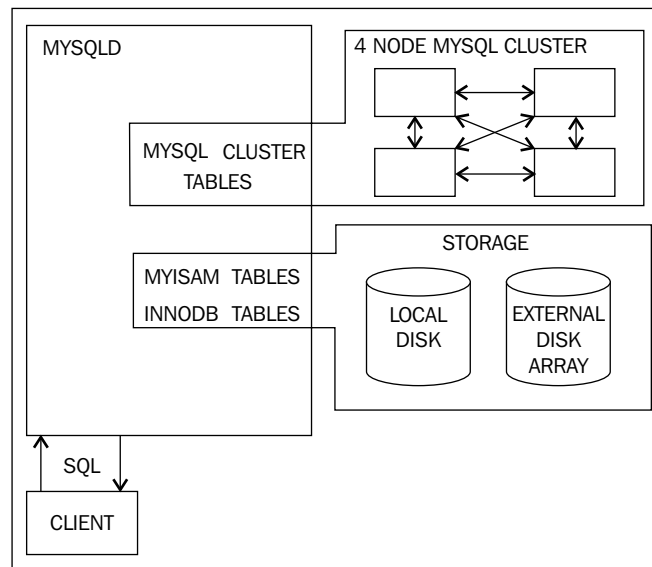 MYSQLD
4 NODE MYSQL CLUSTER
MYSQL CLUSTER
TABLES
STORAGE
MYISAM TABLES
INNODB TABLES
LOCAL
DISK
EXTERNAL
DISK
ARRAY
SQL
CLIENT